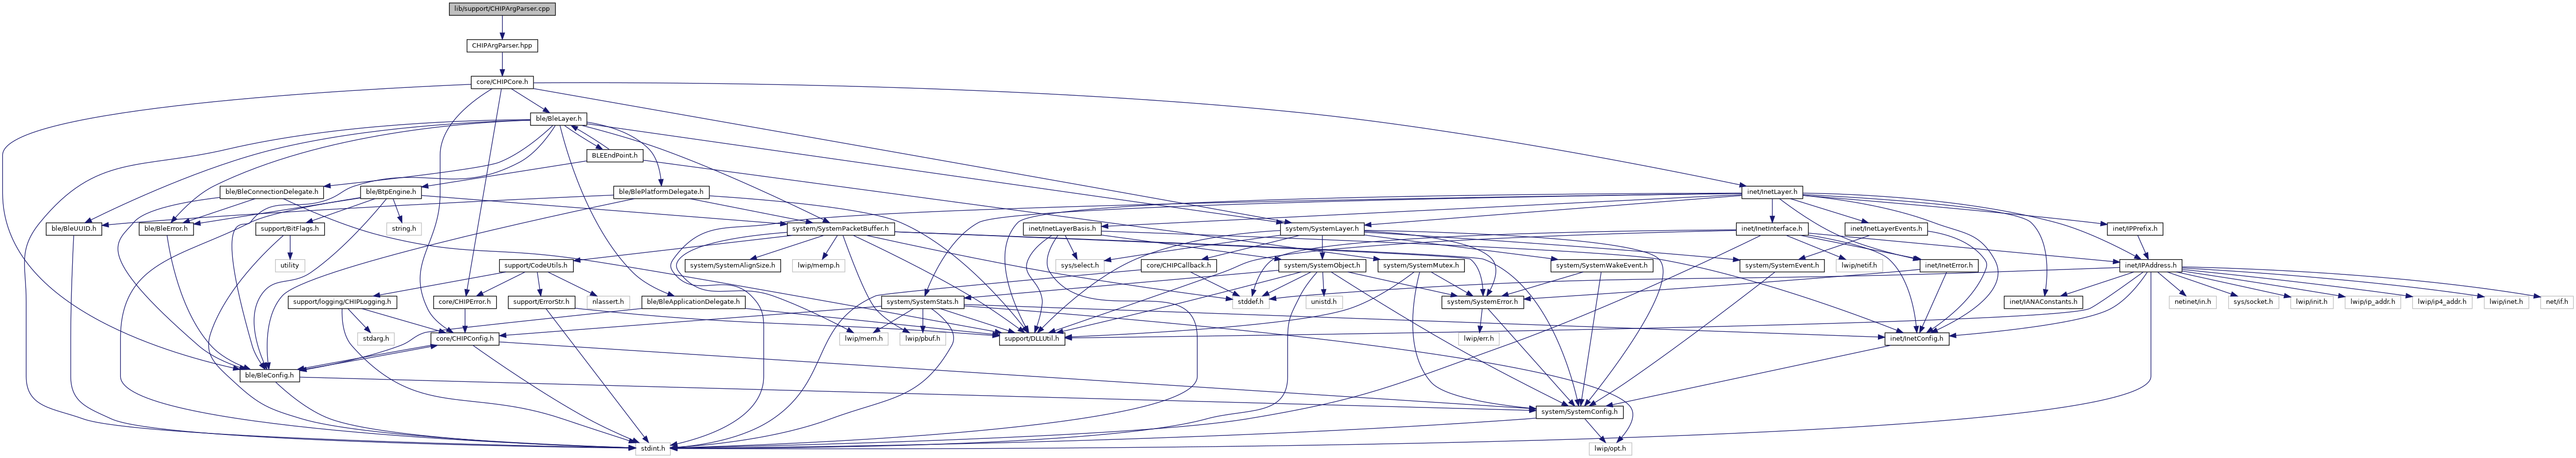 lib/support/CHIPArgParser.cpp
CHIPArgParser.hpp
core/CHIPCore.h
ble/BleLayer.h
BLEEndPoint.h
ble/BleConnectionDelegate.h
ble/BtpEngine.h
ble/BlePlatformDelegate.h
inet/InetLayer.h
ble/BleUUID.h
ble/BleError.h
support/BitFlags.h
string.h
system/SystemPacketBuffer.h
inet/InetLayerBasis.h
system/SystemLayer.h
inet/InetInterface.h
inet/InetLayerEvents.h
inet/IPPrefix.h
utility
support/CodeUtils.h
system/SystemAlignSize.h
lwip/memp.h
sys/select.h
core/CHIPCallback.h
system/SystemObject.h
system/SystemMutex.h
system/SystemWakeEvent.h
system/SystemEvent.h
lwip/netif.h
inet/InetError.h
inet/IPAddress.h
support/logging/CHIPLogging.h
core/CHIPError.h
support/ErrorStr.h
nlassert.h
ble/BleApplicationDelegate.h
system/SystemStats.h
stddef.h
unistd.h
system/SystemError.h
inet/IANAConstants.h
netinet/in.h
sys/socket.h
lwip/init.h
lwip/ip_addr.h
lwip/ip4_addr.h
lwip/inet.h
net/if.h
stdarg.h
core/CHIPConfig.h
lwip/mem.h
lwip/pbuf.h
support/DLLUtil.h
lwip/err.h
inet/InetConfig.h
ble/BleConfig.h
system/SystemConfig.h
stdint.h
lwip/opt.h